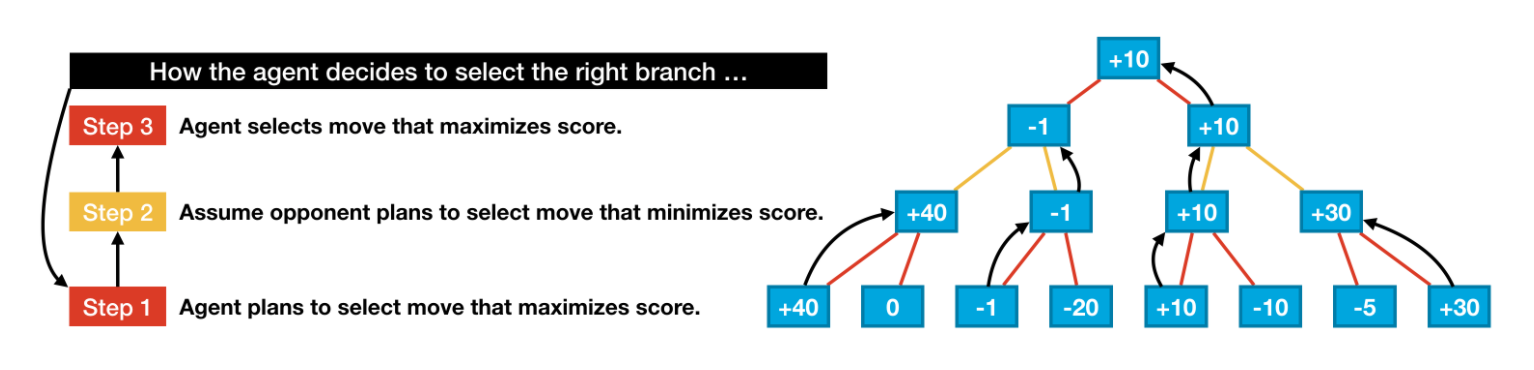 How the agent decides to select the right branch …
Step 3 Agent selects move that maximizes score.
Step 2 Assume opponent plans to select move that minimizes score.
Step 1 Agent plans to select move that maximizes score.
+10
-1 +10
+40 -1 +10 +30
+40 0 -1 -20 +10 -10 -5 +30